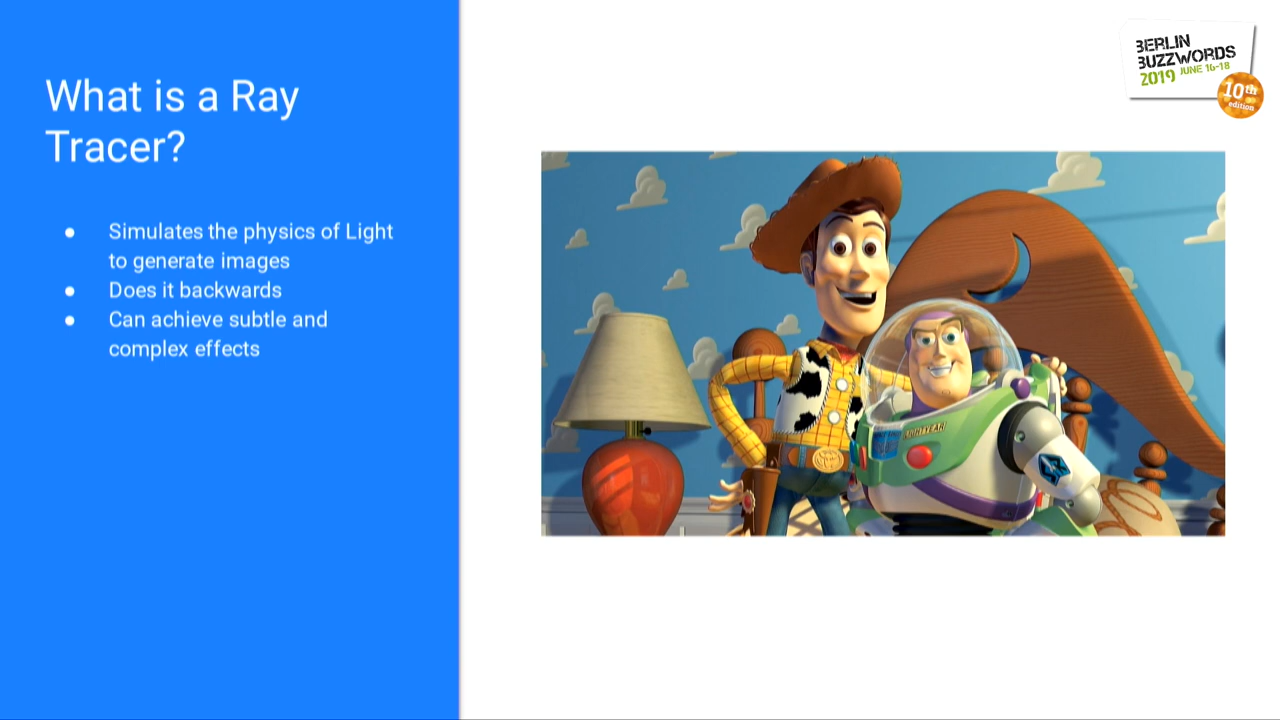 What is a Ray
Tracer?
● Simulates the physics of Light
to generate images
● Does it backwards
● Can achieve subtle and
complex effects
BERLIN
BUZZWORDS
2019 JUNE 16-18
10th
edition
LIGHTYEAR